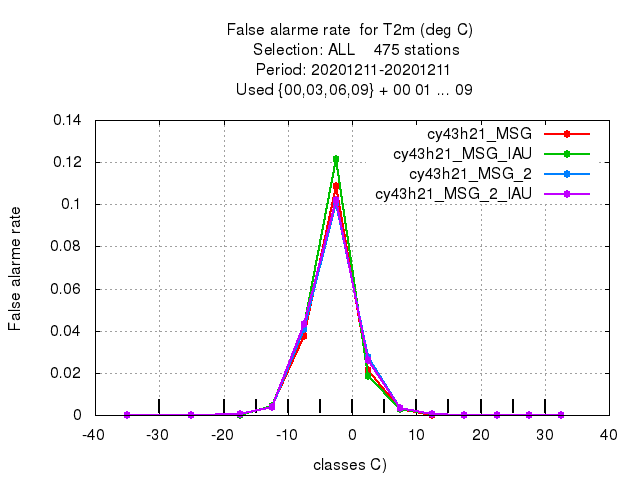 False alarme rate  for T2m (deg C)
Selection: ALL    475 stations
Period: 20201211-20201211
Used {00,03,06,09} + 00 01 ... 09
cy43h21_MSG
cy43h21_MSG_IAU
cy43h21_MSG_2
cy43h21_MSG_2_IAU
False alarme rate
0.14
0.12
0.1
0.08
0.06
0.04
0.02
0
-40 -30 -20 -10 0 10 20 30 40
classes C)